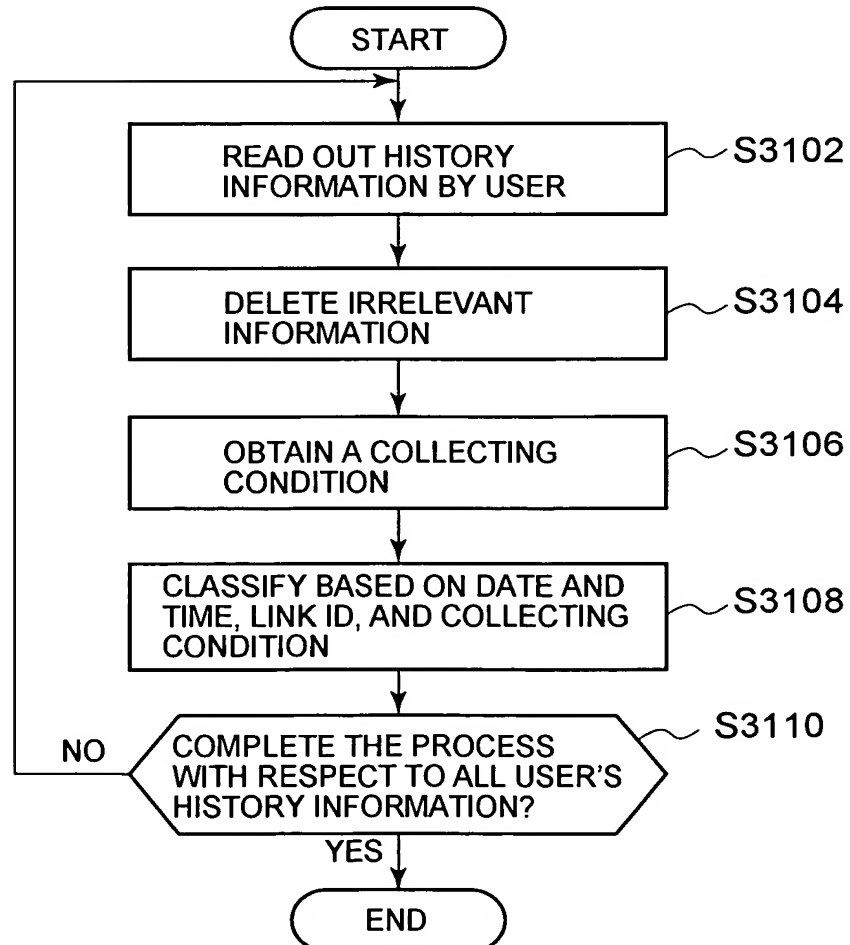 START
READ OUT HISTORY
INFORMATION BY USER
S3102
DELETE IRRELEVANT
INFORMATION
S3104
OBTAIN A COLLECTING
CONDITION
S3106
CLASSIFY BASED ON DATE AND
TIME, LINK ID, AND COLLECTING
CONDITION
S3108
COMPLETE THE PROCESS
WITH RESPECT TO ALL USER'S
HISTORY INFORMATION?
S3110
NO
YES
END